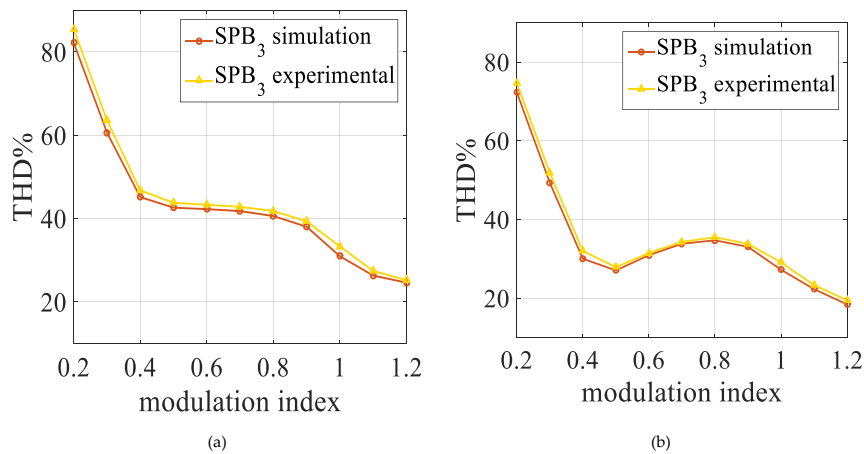 SPB3 simulation
SPB3 experimental
THD%
80
60
40
20
0.2 0.4 0.6 0.8 1 1.2
modulation index
(a)
SPB3 simulation
SPB3 experimental
THD%
80
60
40
20
0.2 0.4 0.6 0.8 1 1.2
modulation index
(b)